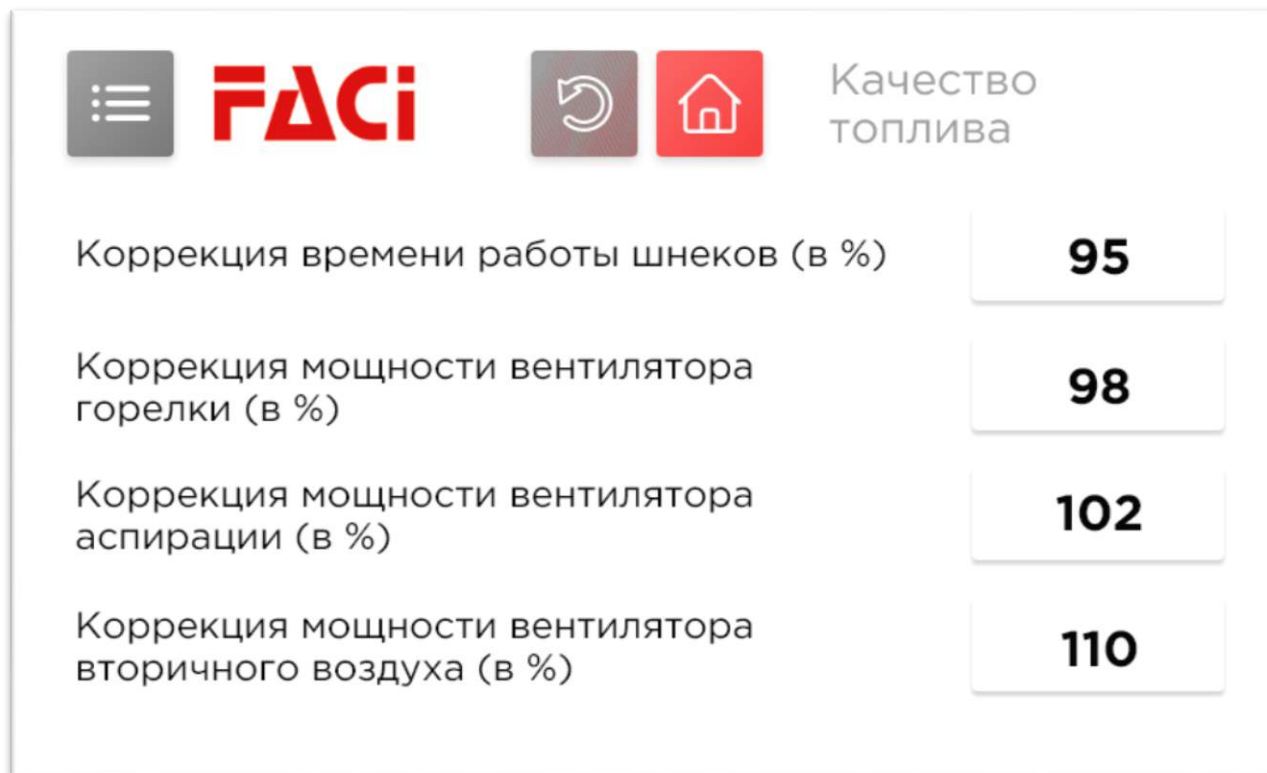 FACi
Качество
топлива
Коррекция времени работы шнеков (в %)
95
Коррекция мощности вентилятора
горелки (в %)
98
Коррекция мощности вентилятора
аспирации (в %)
102
Коррекция мощности вентилятора
вторичного воздуха (в %)
110